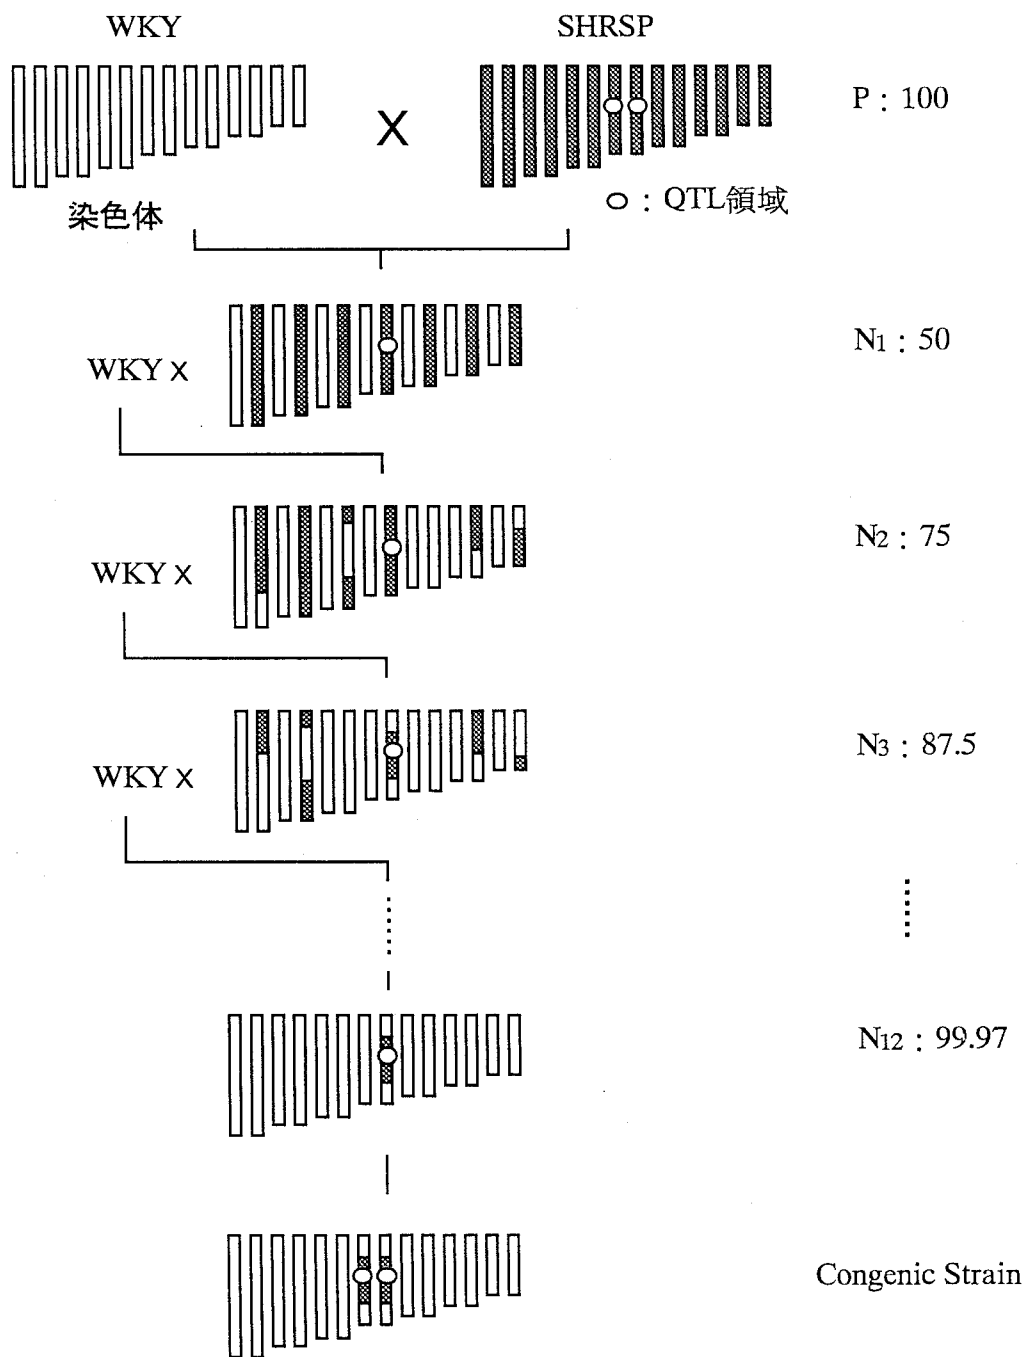 WKY
SHRSP
X
P : 100
染色体
○ : QTL領域
WKY X
N1 : 50
WKY X
N2 : 75
WKY X
N3 : 87.5
N12 : 99.97
Congenic Strain